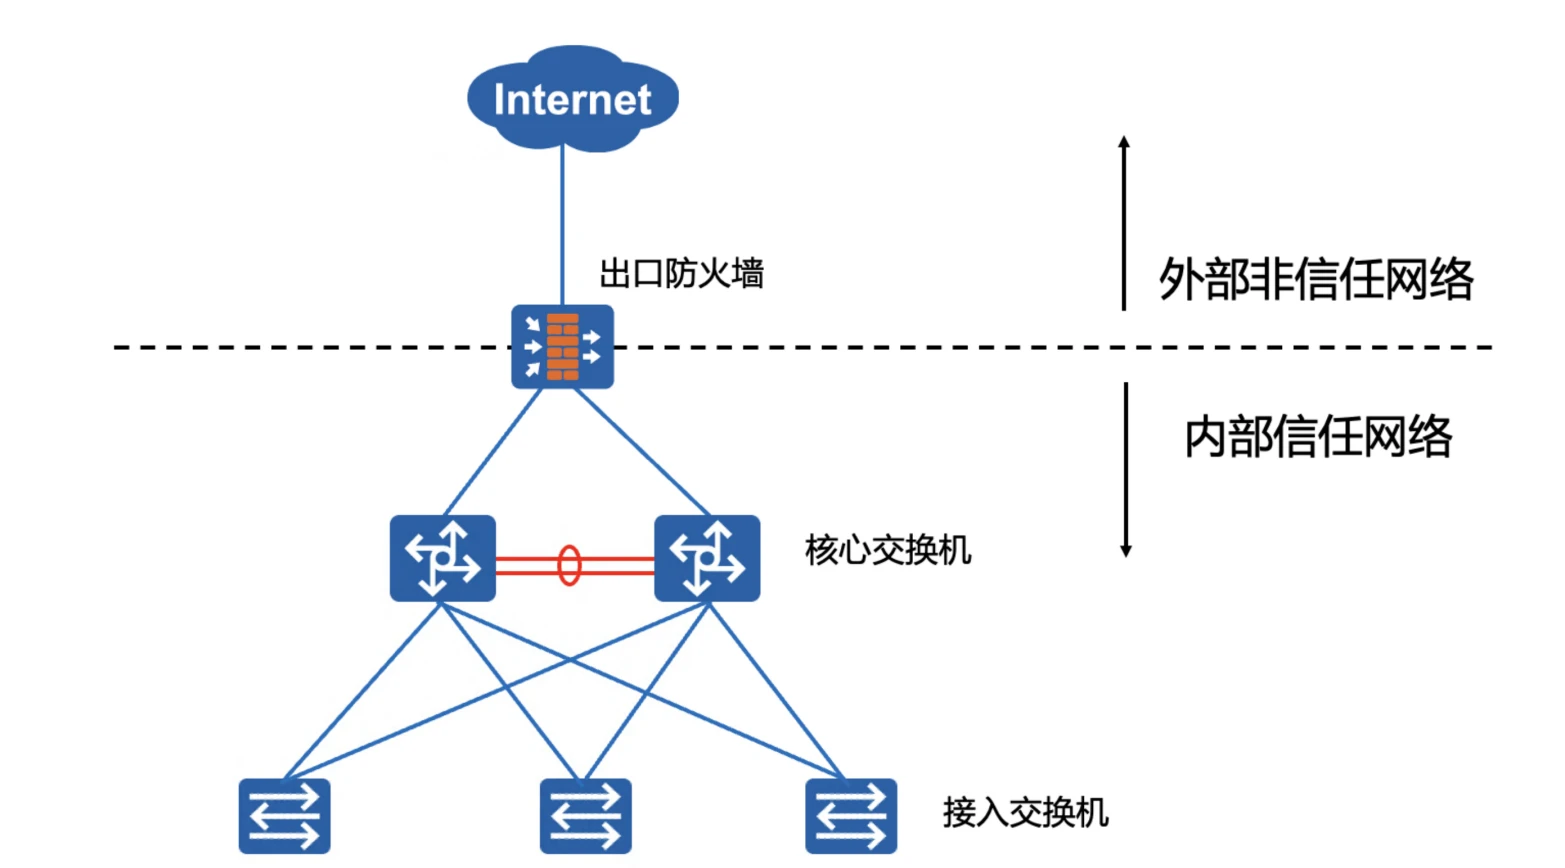 Internet
出口防火墙
外部非信任网络
内部信任网络
核心交换机
接入交换机